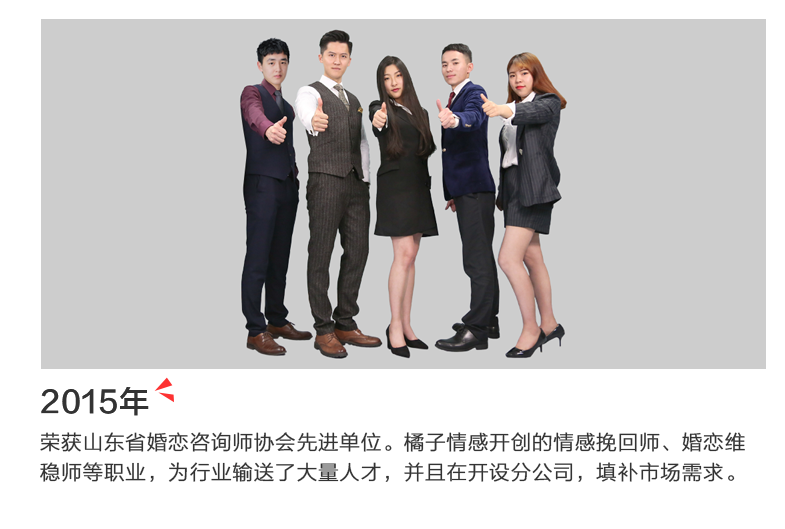 2015年
荣获山东省婚恋咨询师协会先进单位。橘子情感开创的情感挽回师、婚恋维
稳师等职业，为行业输送了大量人才，并且在开设分公司，填补市场需求。